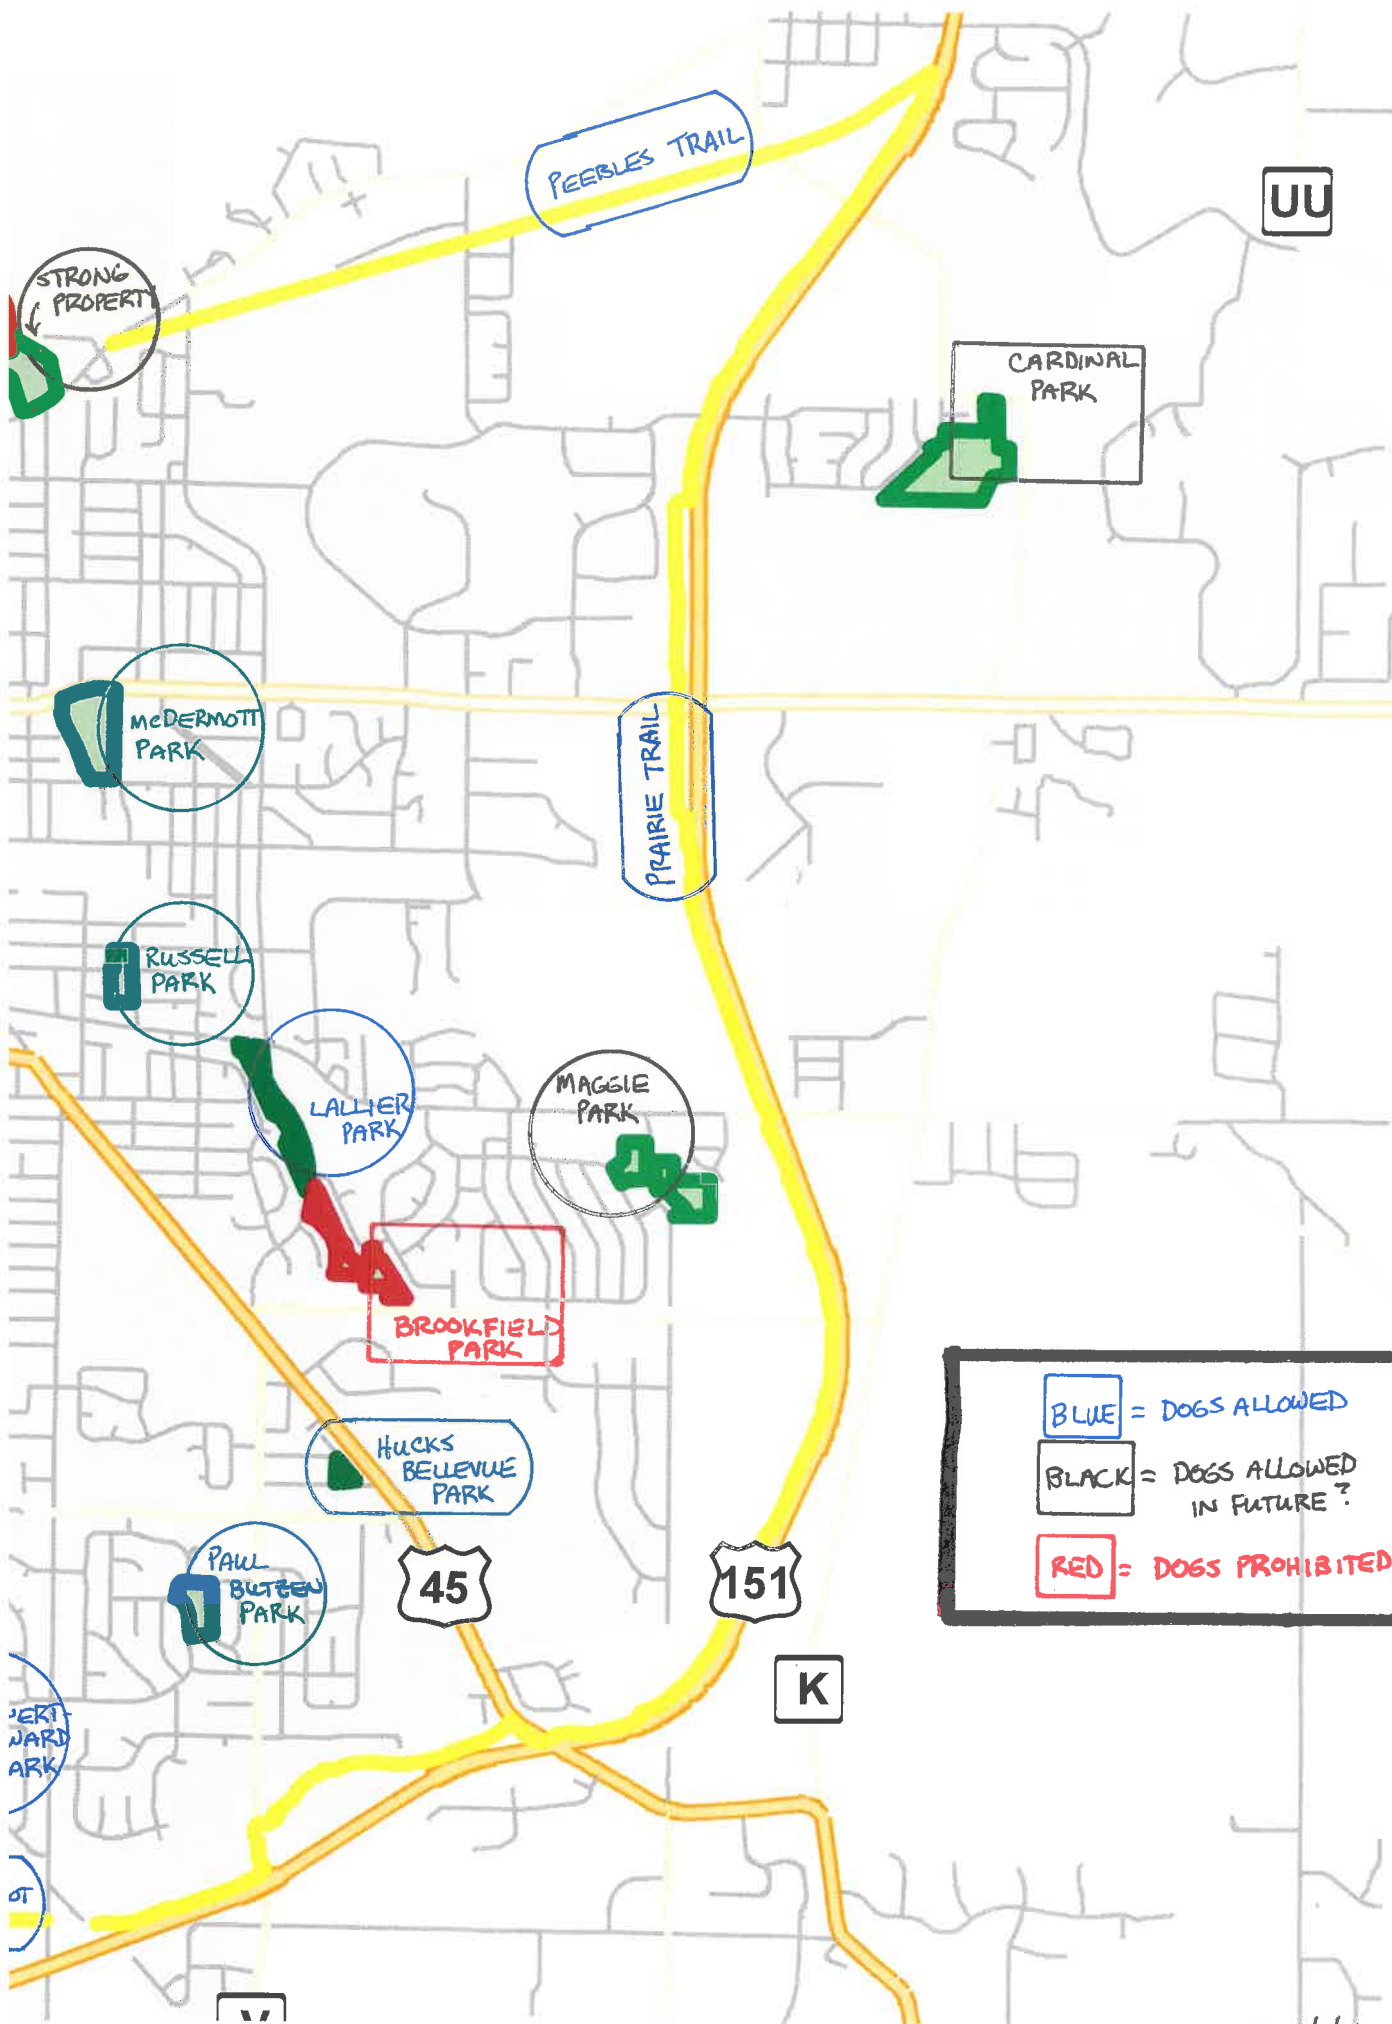 PEEBLES TRAIL
UU
STRONG
PROPERTY
CARDINAL
PARK
McDERMOTT
PARK
PRAIRIE TRAIL
RUSSELL
PARK
LALLIER
PARK
MAGGIE
PARK
BROOKFIELD
PARK
HUCKS
BELLEVUE
PARK
BLUE = DOGS ALLOWED
BLACK = DOGS ALLOWED
IN FUTURE?
RED = DOGS PROHIBITED
PAUL
BUTZEN
PARK
45
151
K